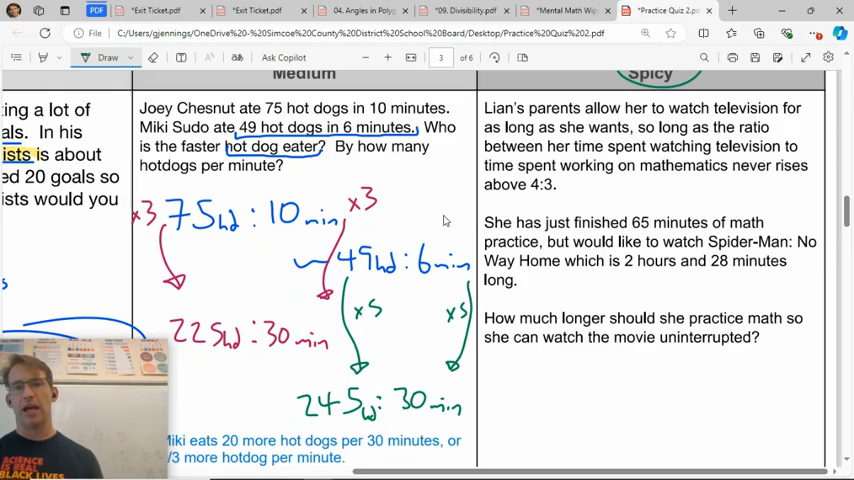 *Exit Ticket.pdf
*Exit Ticket.pdf
04. Angles in Polyg
*09. Divisibility.pdf
*Mental Math Wip
*Practice Quiz 2.p
PDF
File
C:/Users/gjennings/OneDrive%20-%20Simcoe%20County%20District%20School%20Board/Desktop/Practice%20Quiz%202.pdf
Draw
Ask Copilot
3 of 6
Medium
Spicy
ing a lot of
als. In his
ists is about
ed 20 goals so
ists would you
Joey Chesnut ate 75 hot dogs in 10 minutes.
Miki Sudo ate 49 hot dogs in 6 minutes. Who
is the faster hot dog eater? By how many
hotdogs per minute?
x3 75hd : 10 min x3
49hd : 6min
x5 x5
225hd : 30 min
245hd : 30 min
Miki eats 20 more hot dogs per 30 minutes, or
/3 more hotdog per minute.
Lian's parents allow her to watch television for
as long as she wants, so long as the ratio
between her time spent watching television to
time spent working on mathematics never rises
above 4:3.
She has just finished 65 minutes of math
practice, but would like to watch Spider-Man: No
Way Home which is 2 hours and 28 minutes
long.
How much longer should she practice math so
she can watch the movie uninterrupted?
SCIENCE
IS REAL
BLACK LIVES